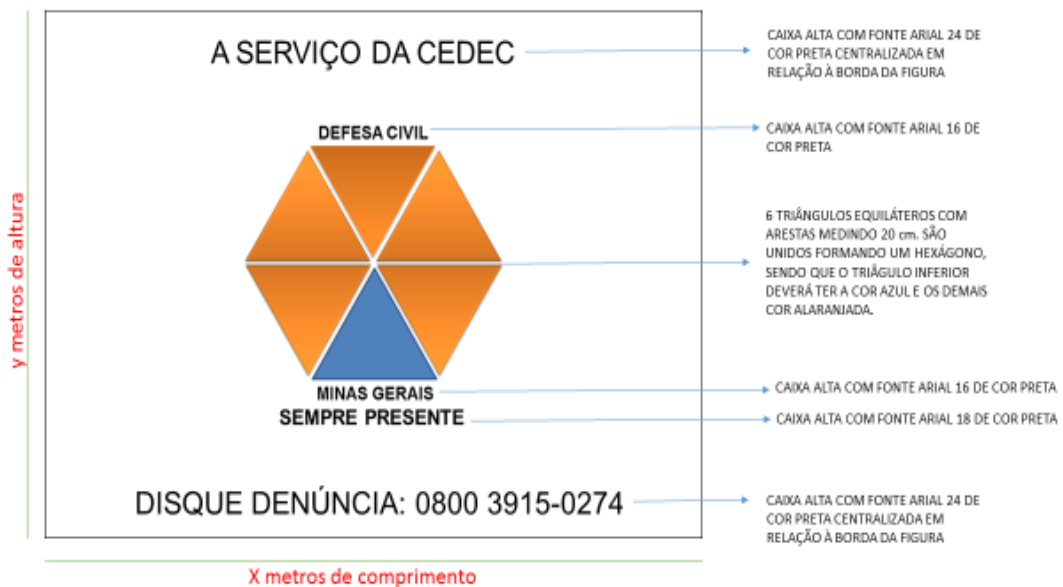 A SERVIÇO DA CEDEC
CAIXA ALTA COM FONTE ARIAL 24 DE
COR PRETA CENTRALIZADA EM
RELAÇÃO À BORDA DA FIGURA
DEFESA CIVIL
CAIXA ALTA COM FONTE ARIAL 16 DE
COR PRETA
y metros de altura
6 TRIÂNGULOS EQUILÁTEROS COM
ARESTAS MEDINDO 20 cm. SÃO
UNIDOS FORMANDO UM HEXÁGONO,
SENDO QUE O TRIÂGULO INFERIOR
DEVERÁ TER A COR AZUL E OS DEMAIS
COR ALARANJADA.
MINAS GERAIS
CAIXA ALTA COM FONTE ARIAL 16 DE COR PRETA
SEMPRE PRESENTE
CAIXA ALTA COM FONTE ARIAL 18 DE COR PRETA
DISQUE DENÚNCIA: 0800 3915-0274
CAIXA ALTA COM FONTE ARIAL 24 DE
COR PRETA CENTRALIZADA EM
RELAÇÃO À BORDA DA FIGURA
X metros de comprimento